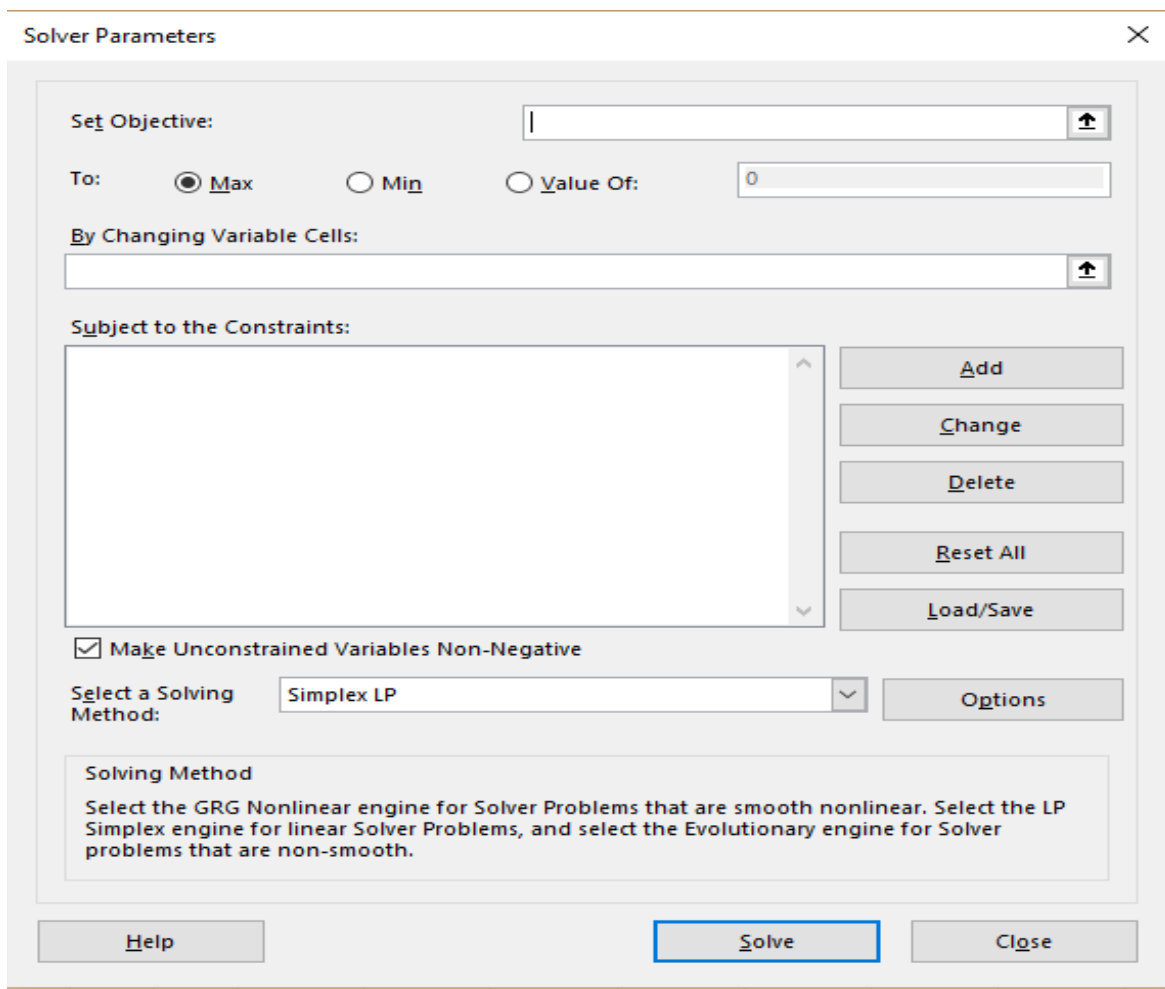 Solver Parameters
Set Objective:
To:
Max
Min
Value Of:
0
By Changing Variable Cells:
Subject to the Constraints:
Add
Change
Delete
Reset All
Load/Save
Make Unconstrained Variables Non-Negative
Select a Solving
Method:
Simplex LP
Options
Solving Method
Select the GRG Nonlinear engine for Solver Problems that are smooth nonlinear. Select the LP
Simplex engine for linear Solver Problems, and select the Evolutionary engine for Solver
problems that are non-smooth.
Help
Solve
Close